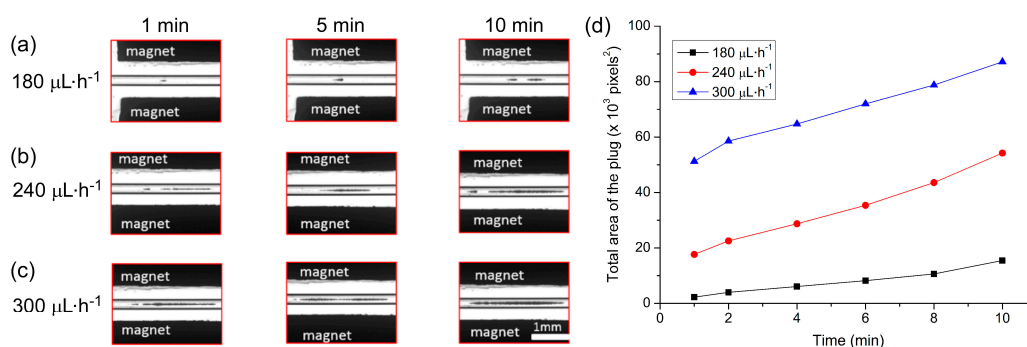 1 min 5 min 10 min
(a)
180 µL·h⁻¹
magnet magnet magnet
magnet magnet magnet
(b)
240 µL·h⁻¹
magnet magnet magnet
magnet magnet magnet
(c)
300 µL·h⁻¹
magnet magnet magnet
magnet magnet magnet
1mm
(d)
Total area of the plug (x 10³ pixels²)
100
80
60
40
20
0
180 µL·h⁻¹
240 µL·h⁻¹
300 µL·h⁻¹
0 2 4 6 8 10
Time (min)